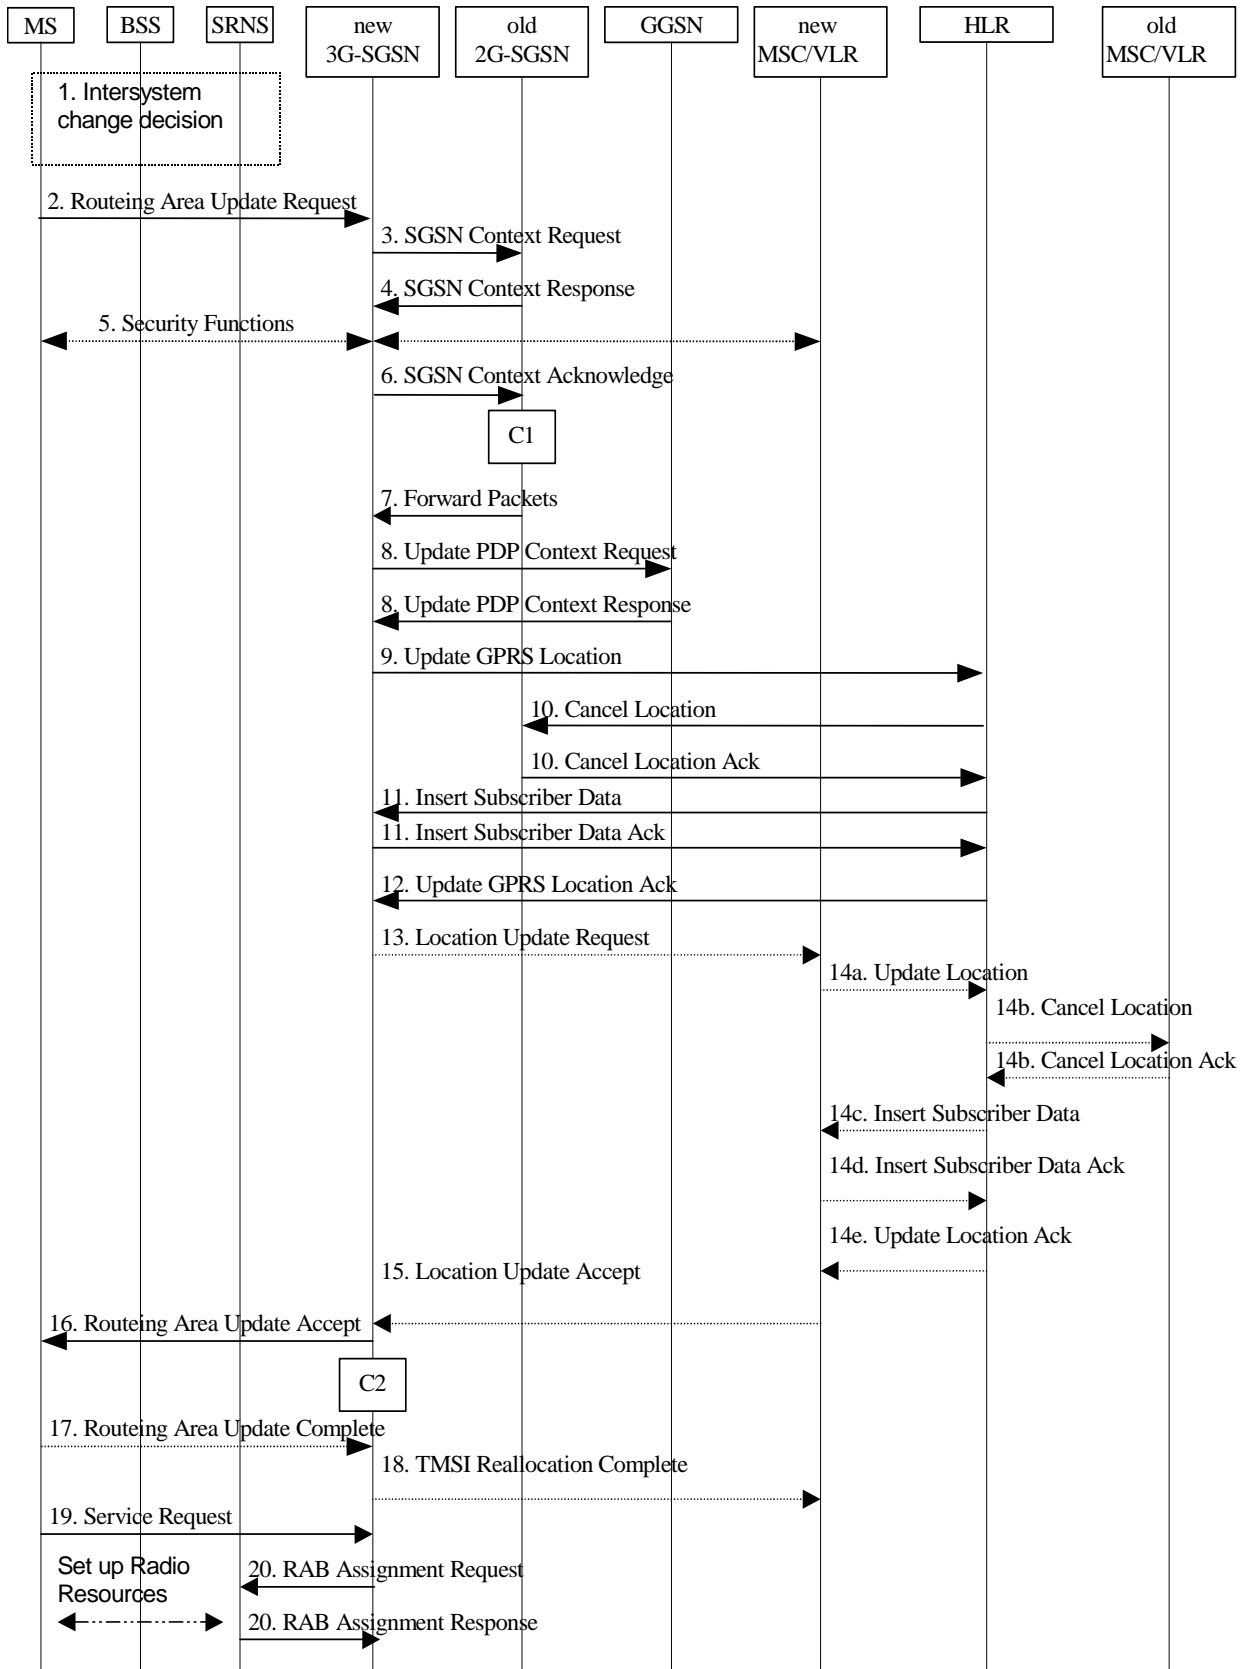 MS
BSS
SRNS
new
3G-SGSN
old
2G-SGSN
GGSN
new
MSC/VLR
HLR
old
MSC/VLR
1. Intersystem
change decision
2. Routeing Area Update Request
3. SGSN Context Request
4. SGSN Context Response
5. Security Functions
6. SGSN Context Acknowledge
C1
7. Forward Packets
8. Update PDP Context Request
8. Update PDP Context Response
9. Update GPRS Location
10. Cancel Location
10. Cancel Location Ack
11. Insert Subscriber Data
11. Insert Subscriber Data Ack
12. Update GPRS Location Ack
13. Location Update Request
14a. Update Location
14b. Cancel Location
14b. Cancel Location Ack
14c. Insert Subscriber Data
14d. Insert Subscriber Data Ack
14e. Update Location Ack
15. Location Update Accept
16. Routeing Area Update Accept
C2
17. Routeing Area Update Complete
18. TMSI Reallocation Complete
19. Service Request
Set up Radio
Resources
20. RAB Assignment Request
20. RAB Assignment Response